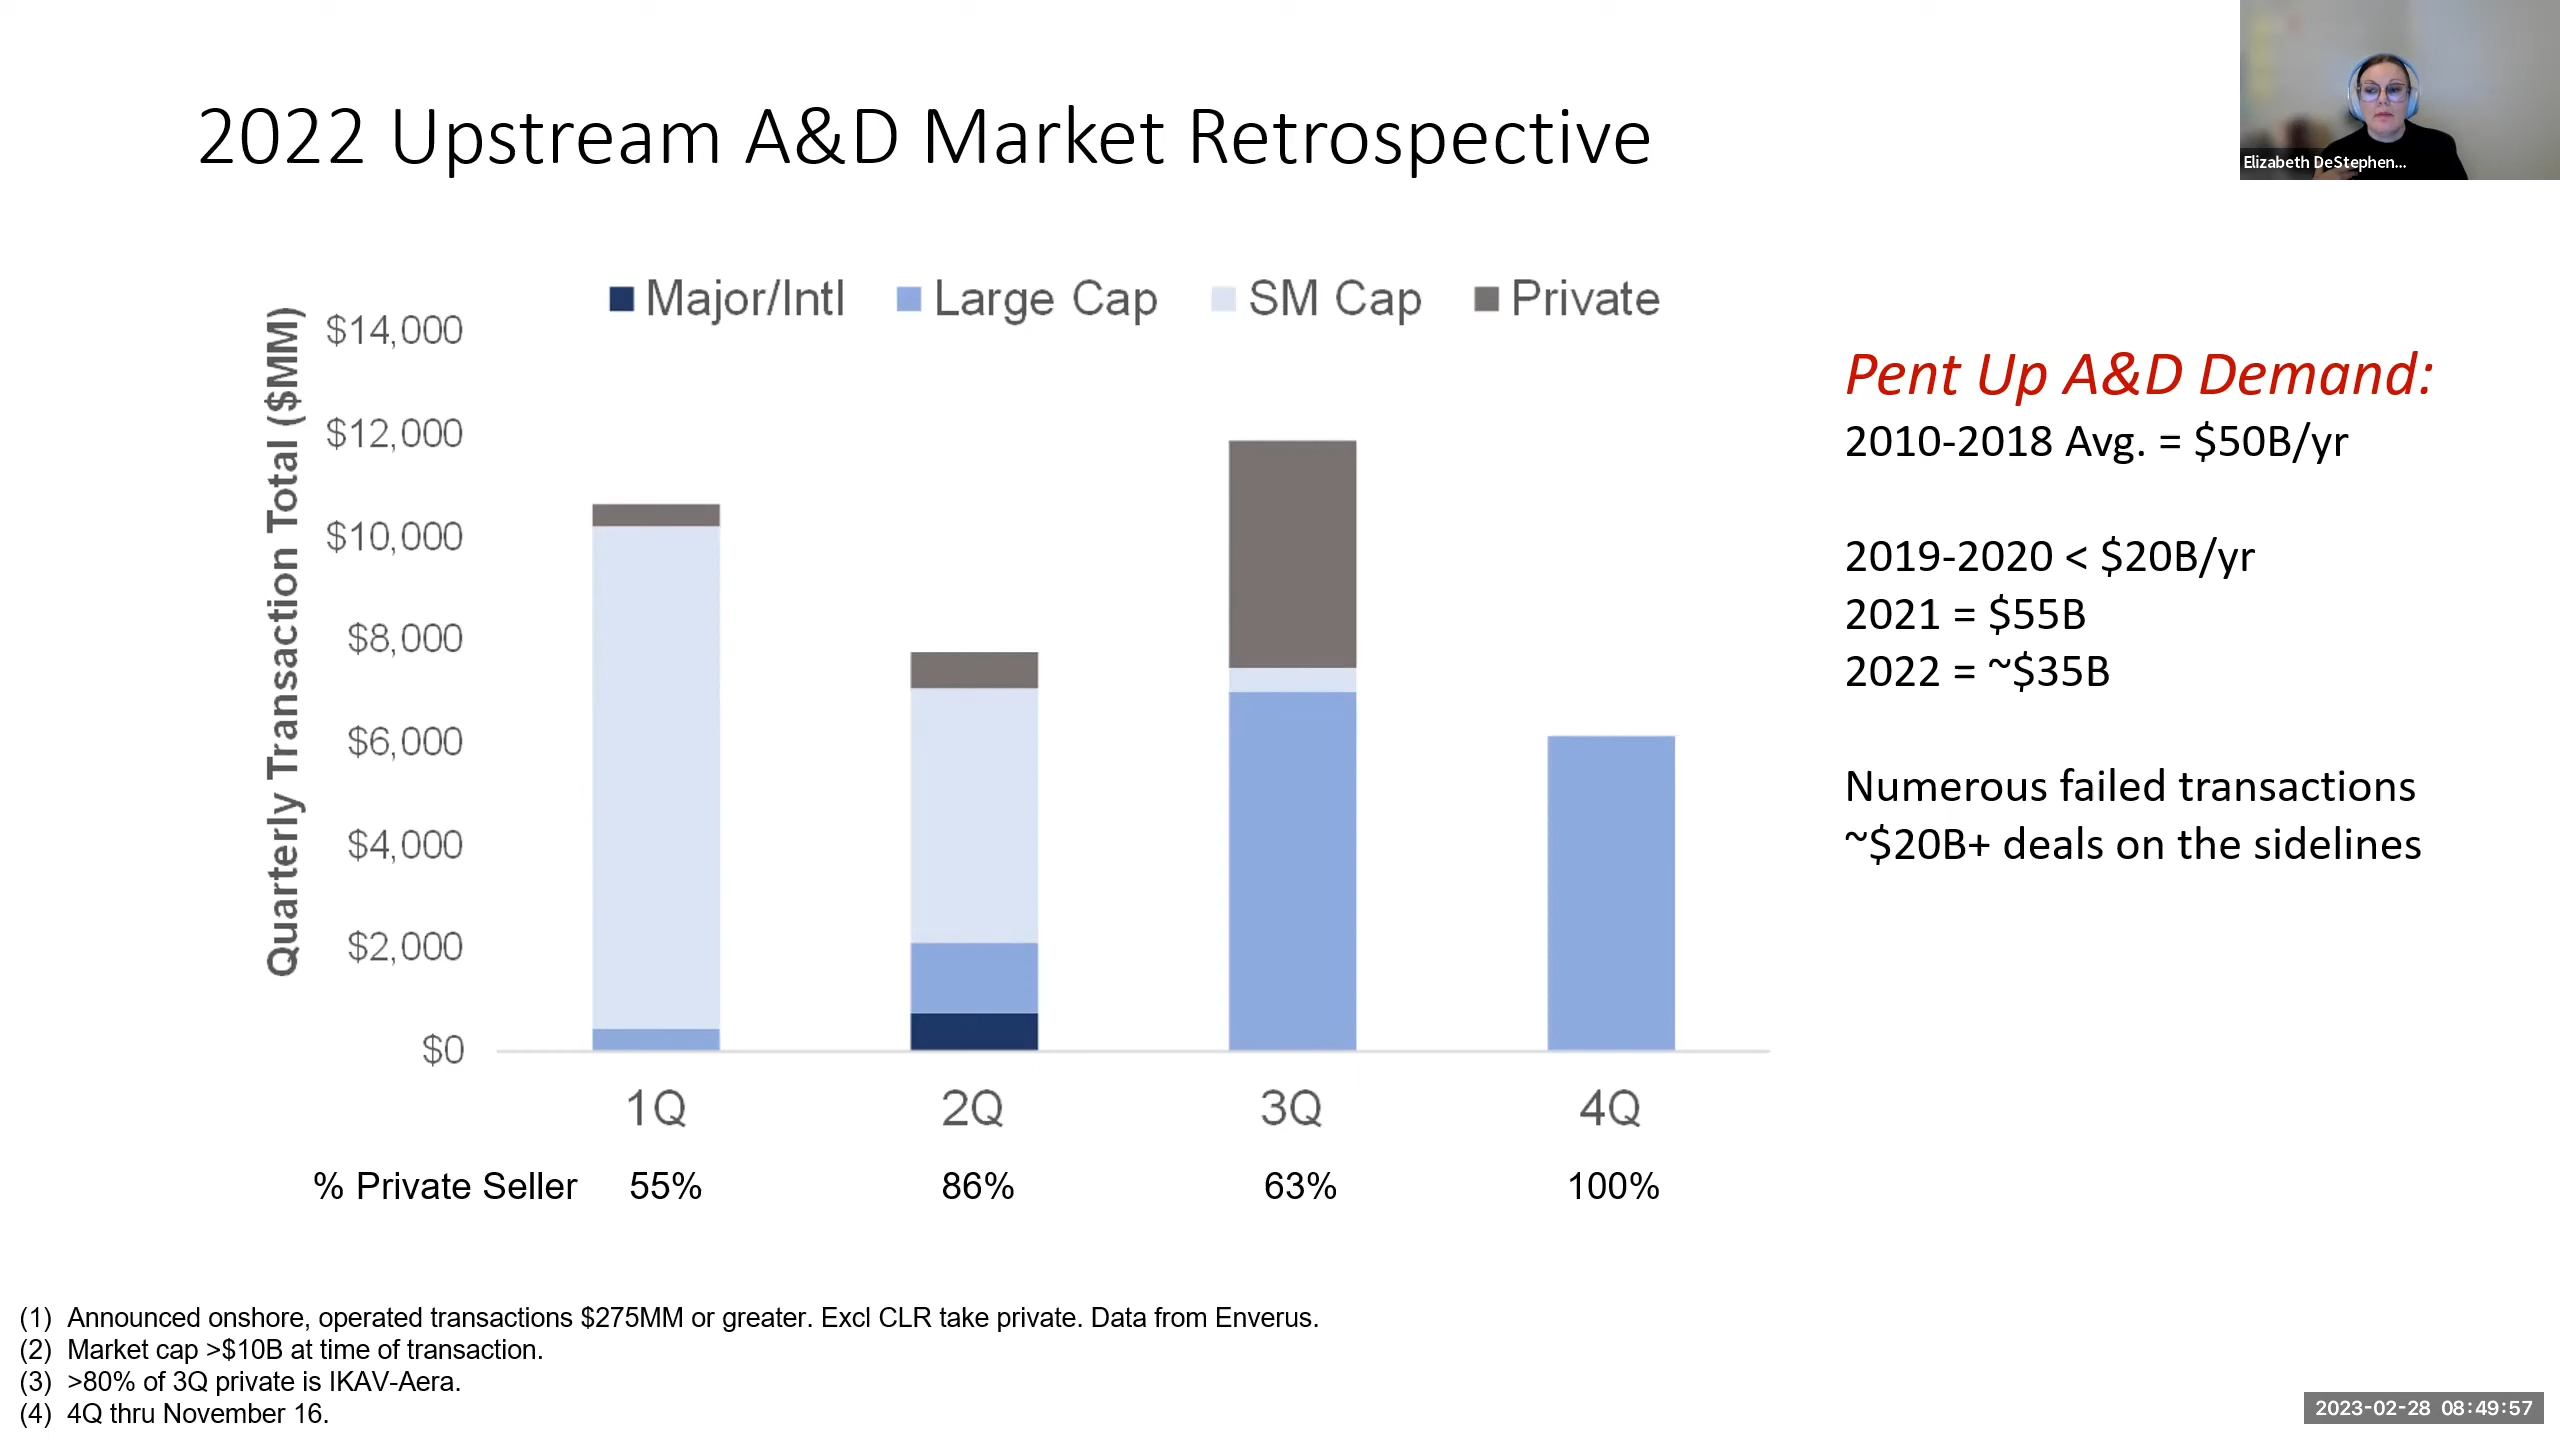 2022 Upstream A&D Market Retrospective
Elizabeth DeStephen...
Major/Intl Large Cap SM Cap Private
Quarterly Transaction Total ($MM)
$14,000
$12,000
$10,000
$8,000
$6,000
$4,000
$2,000
$0
1Q 2Q 3Q 4Q
% Private Seller 55% 86% 63% 100%
Pent Up A&D Demand:
2010-2018 Avg. = $50B/yr
2019-2020 < $20B/yr
2021 = $55B
2022 = ~$35B
Numerous failed transactions
~$20B+ deals on the sidelines
(1) Announced onshore, operated transactions $275MM or greater. Excl CLR take private. Data from Enverus.
(2) Market cap >$10B at time of transaction.
(3) >80% of 3Q private is IKAV-Aera.
(4) 4Q thru November 16.
2023-02-28 08:49:57